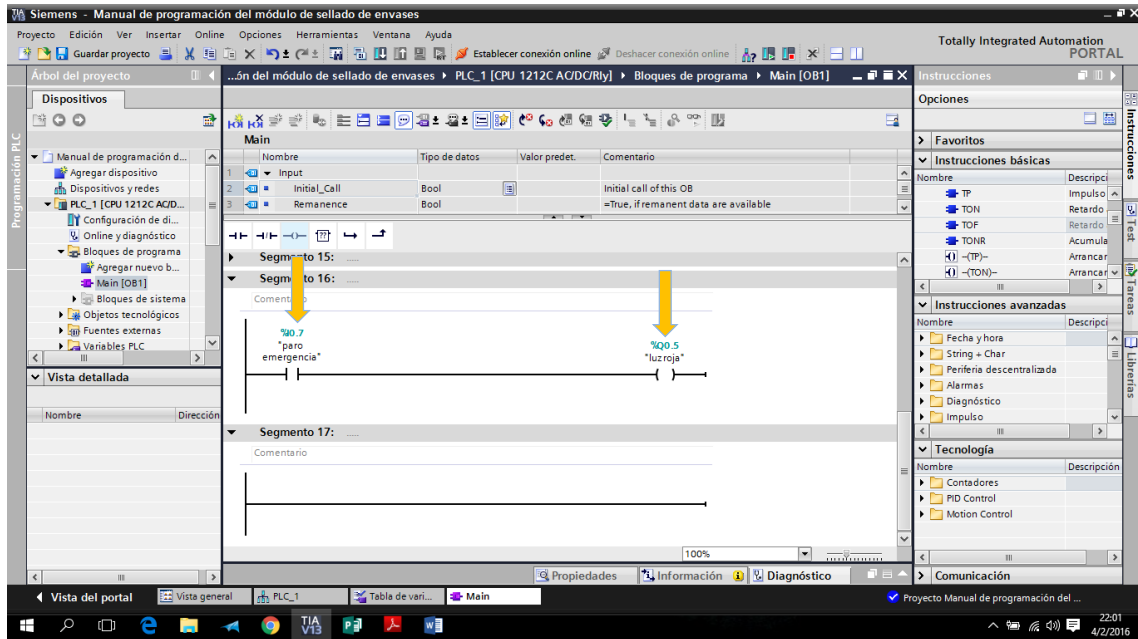 Siemens - Manual de programación del módulo de sellado de envases
Proyecto Edición Ver Insertar Online Opciones Herramientas Ventana Ayuda
Guardar proyecto Establecer conexión online Deshacer conexión online
Totally Integrated Automation
PORTAL
Árbol del proyecto
...ón del módulo de sellado de envases PLC_1 [CPU 1212C AC/DC/Rly] Bloques de programa Main [OB1]
Instrucciones
Dispositivos
Opciones
Programación PLC
Manual de programación d...
Agregar dispositivo
Dispositivos y redes
PLC_1 [CPU 1212C AC/D...
Configuración de di...
Online y diagnóstico
Bloques de programa
Agregar nuevo b...
Main [OB1]
Bloques de sistema
Objetos tecnológicos
Fuentes externas
Variables PLC
Vista detallada
Nombre Dirección
Main
Nombre Tipo de datos Valor predet. Comentario
1 Input
2 Initial_Call Bool Initial call of this OB
3 Remanence Bool =True, if remanent data are available
Segmento 15: .....
Segmento 16: .....
Comentario
%I0.7
"paro
emergencia"
%Q0.5
"luz roja"
Segmento 17: .....
Comentario
100%
Propiedades Información Diagnóstico
Favoritos
Instrucciones básicas
Nombre Descripci
TP Impulso
TON Retardo
TOF Retardo
TONR Acumula
-(TP)- Arrancar
-(TON)- Arrancar
Instrucciones avanzadas
Nombre Descripci
Fecha y hora
String + Char
Periferia descentralizada
Alarmas
Diagnóstico
Impulso
Tecnología
Nombre Descripción
Contadores
PID Control
Motion Control
Comunicación
Instrucciones
Test
Tareas
Librerías
Vista del portal Vista general PLC_1 Tabla de vari... Main
Proyecto Manual de programación del ...
TIA
V13
22:01
4/2/2016